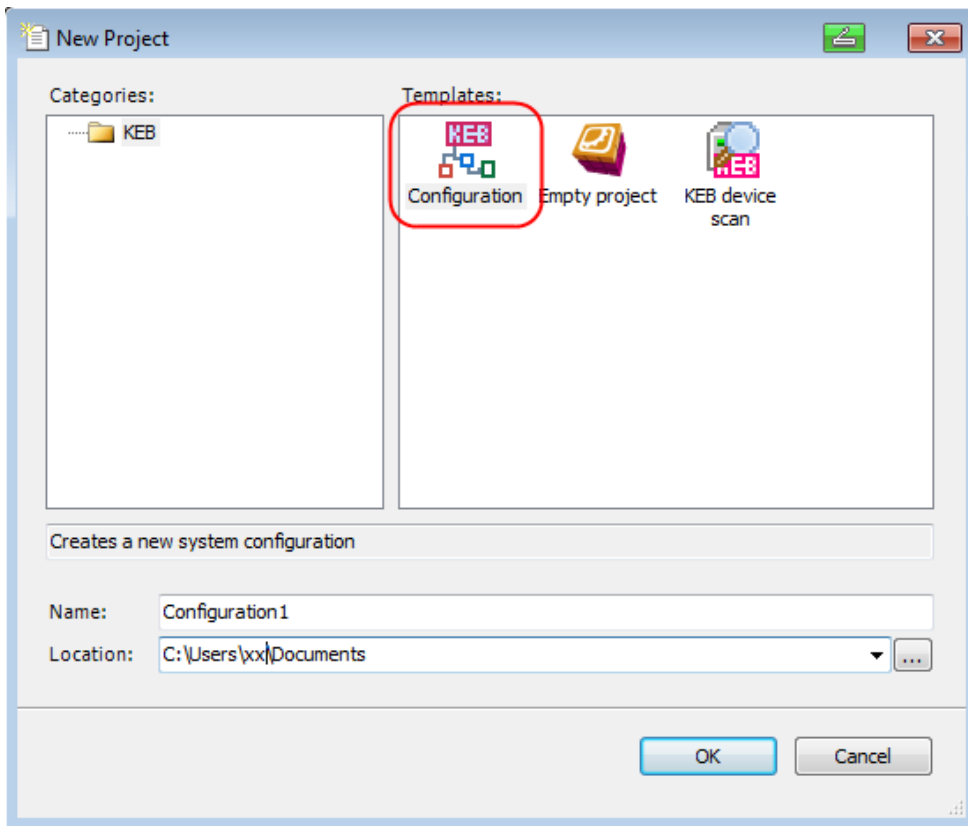 New Project
Categories:
Templates:
KEB
KEB
Configuration
Empty project
KEB
KEB device
scan
Creates a new system configuration
Name:
Configuration1
Location:
C:\Users\xx\Documents
...
OK
Cancel